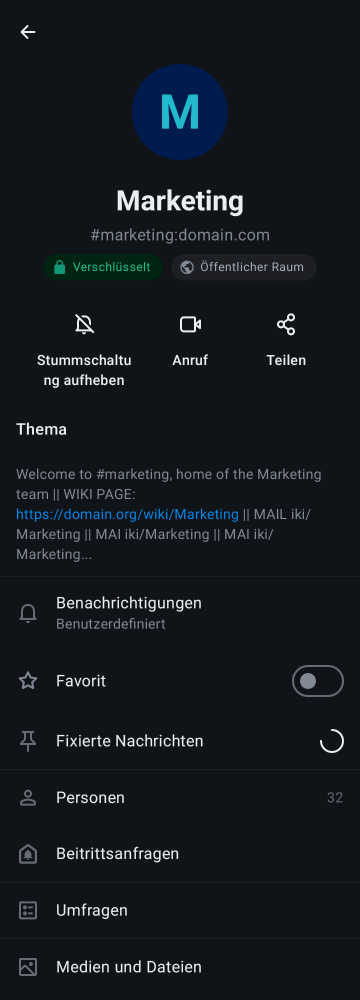 M
Marketing
#marketing:domain.com
Verschlüsselt
Öffentlicher Raum
Stummschaltu
ng aufheben
Anruf
Teilen
Thema
Welcome to #marketing, home of the Marketing
team || WIKI PAGE:
https://domain.org/wiki/Marketing || MAIL iki/
Marketing || MAI iki/Marketing || MAI iki/
Marketing...
Benachrichtigungen
Benutzerdefiniert
Favorit
Fixierte Nachrichten
Personen
32
Beitrittsanfragen
Umfragen
Medien und Dateien